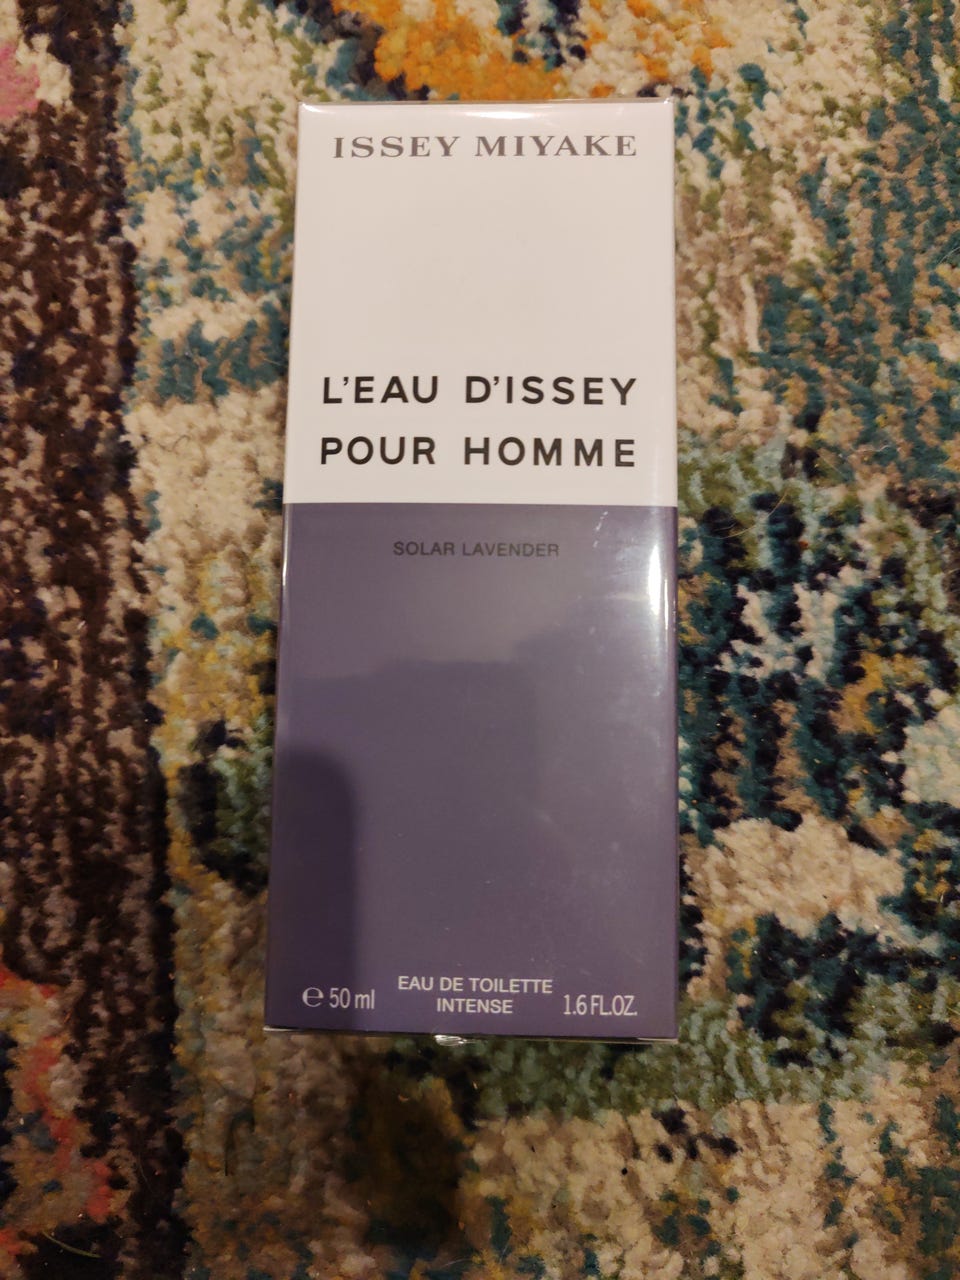 ISSEY MIYAKE
L'EAU D'ISSEY
POUR HOMME
SOLAR LAVENDER
EAU DE TOILETTE
INTENSE
℮ 50 ml
1.6 FL.OZ.